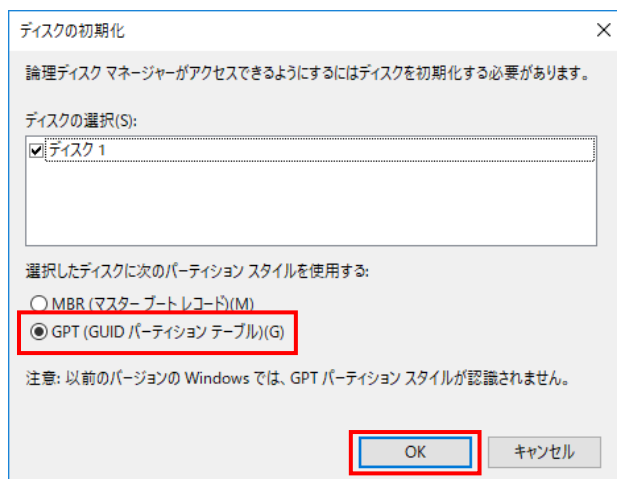 ディスクの初期化
論理ディスク マネージャーがアクセスできるようにするにはディスクを初期化する必要があります。
ディスクの選択(S):
ディスク 1
選択したディスクに次のパーティション スタイルを使用する:
MBR (マスター ブート レコード)(M)
GPT (GUID パーティション テーブル)(G)
注意: 以前のバージョンの Windows では、GPT パーティション スタイルが認識されません。
OK キャンセル